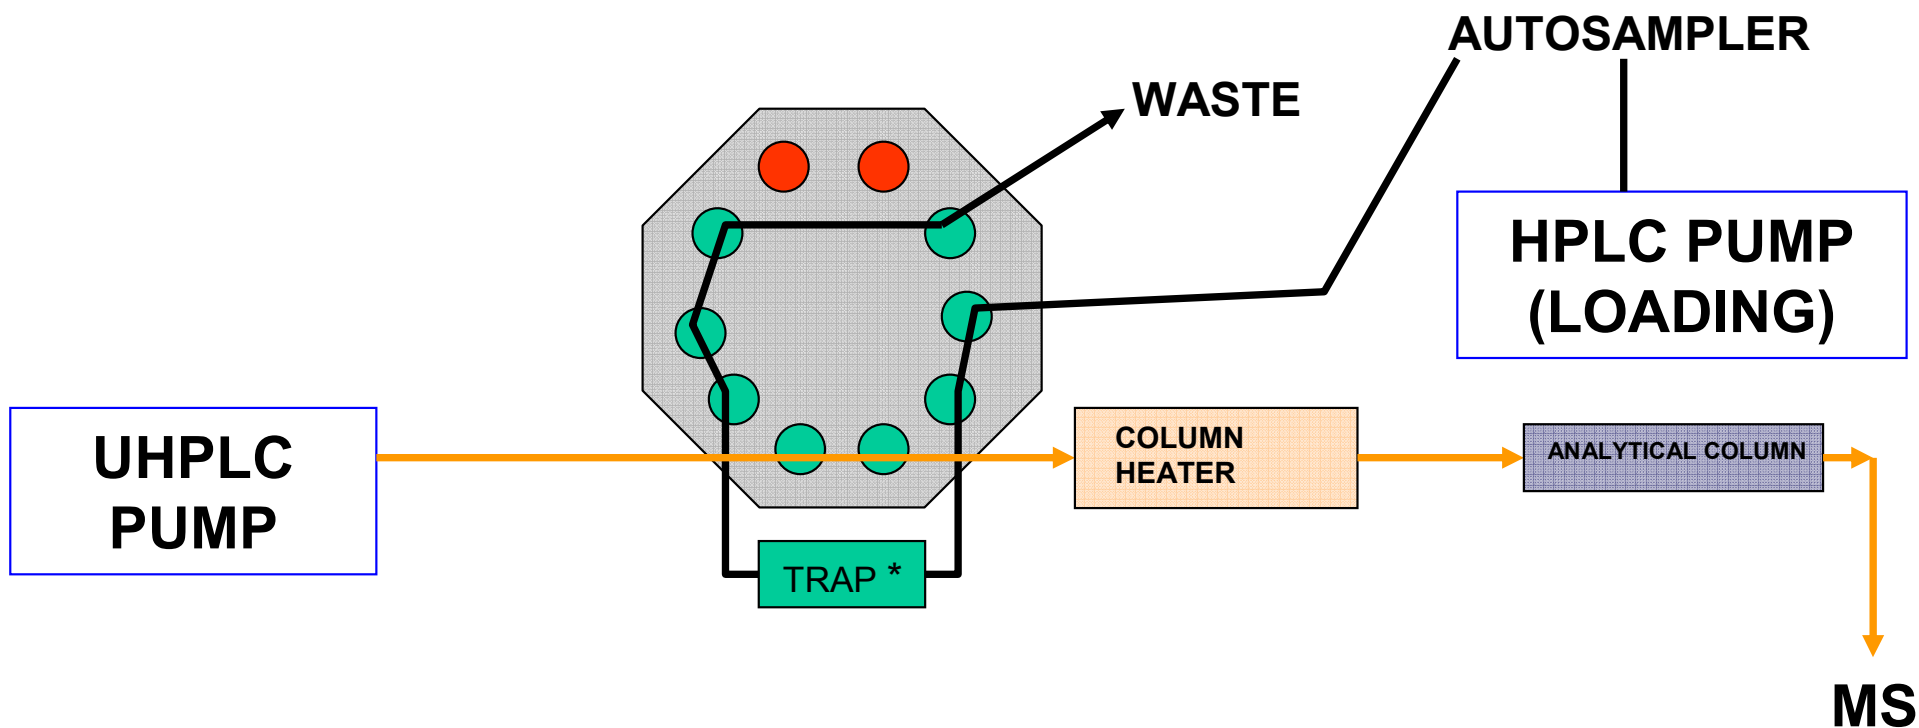 AUTOSAMPLER
WASTE
HPLC PUMP
(LOADING)
UHPLC
PUMP
COLUMN
HEATER
ANALYTICAL COLUMN
TRAP *
MS